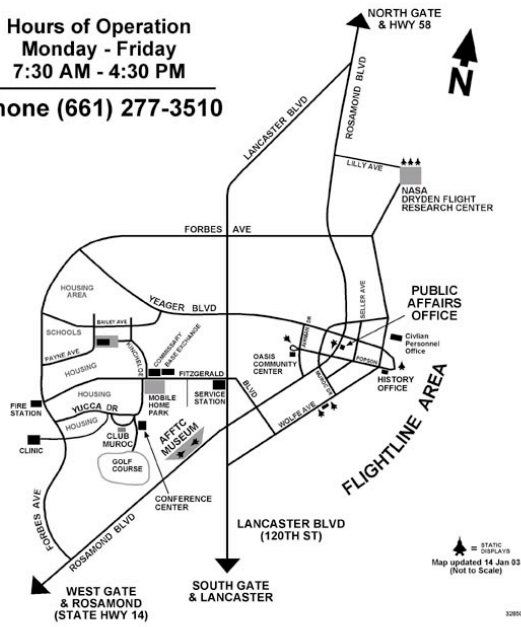 Hours of Operation
Monday - Friday
7:30 AM - 4:30 PM
hone (661) 277-3510
NORTH GATE
& HWY 58
N
LANCASTER BLVD
ROSAMOND BLVD
LILLY AVE
NASA
DRYDEN FLIGHT
RESEARCH CENTER
FORBES AVE
HOUSING
AREA
YEAGER BLVD
SELLER AVE
PUBLIC
AFFAIRS
OFFICE
BAILEY AVE
SCHOOLS
PAYNE AVE
KINCHELOE
COMMISSARY
BASE EXCHANGE
OASIS
COMMUNITY
CENTER
POPSON
Civlian
Personnel
Office
HISTORY
OFFICE
HOUSING
FITZGERALD
BLVD
HOUSING
MOBILE
HOME
PARK
SERVICE
STATION
FIRE
STATION
YUCCA DR
HOUSING
CLINIC
CLUB
MUROC
GOLF
COURSE
AFFTC
MUSEUM
WOLFE AVE
FLIGHTLINE AREA
CONFERENCE
CENTER
FORBES AVE
ROSAMOND BLVD
LANCASTER BLVD
(120TH ST)
WEST GATE
& ROSAMOND
(STATE HWY 14)
SOUTH GATE
& LANCASTER
= STATIC
DISPLAYS
Map updated 14 Jan 03
(Not to Scale)